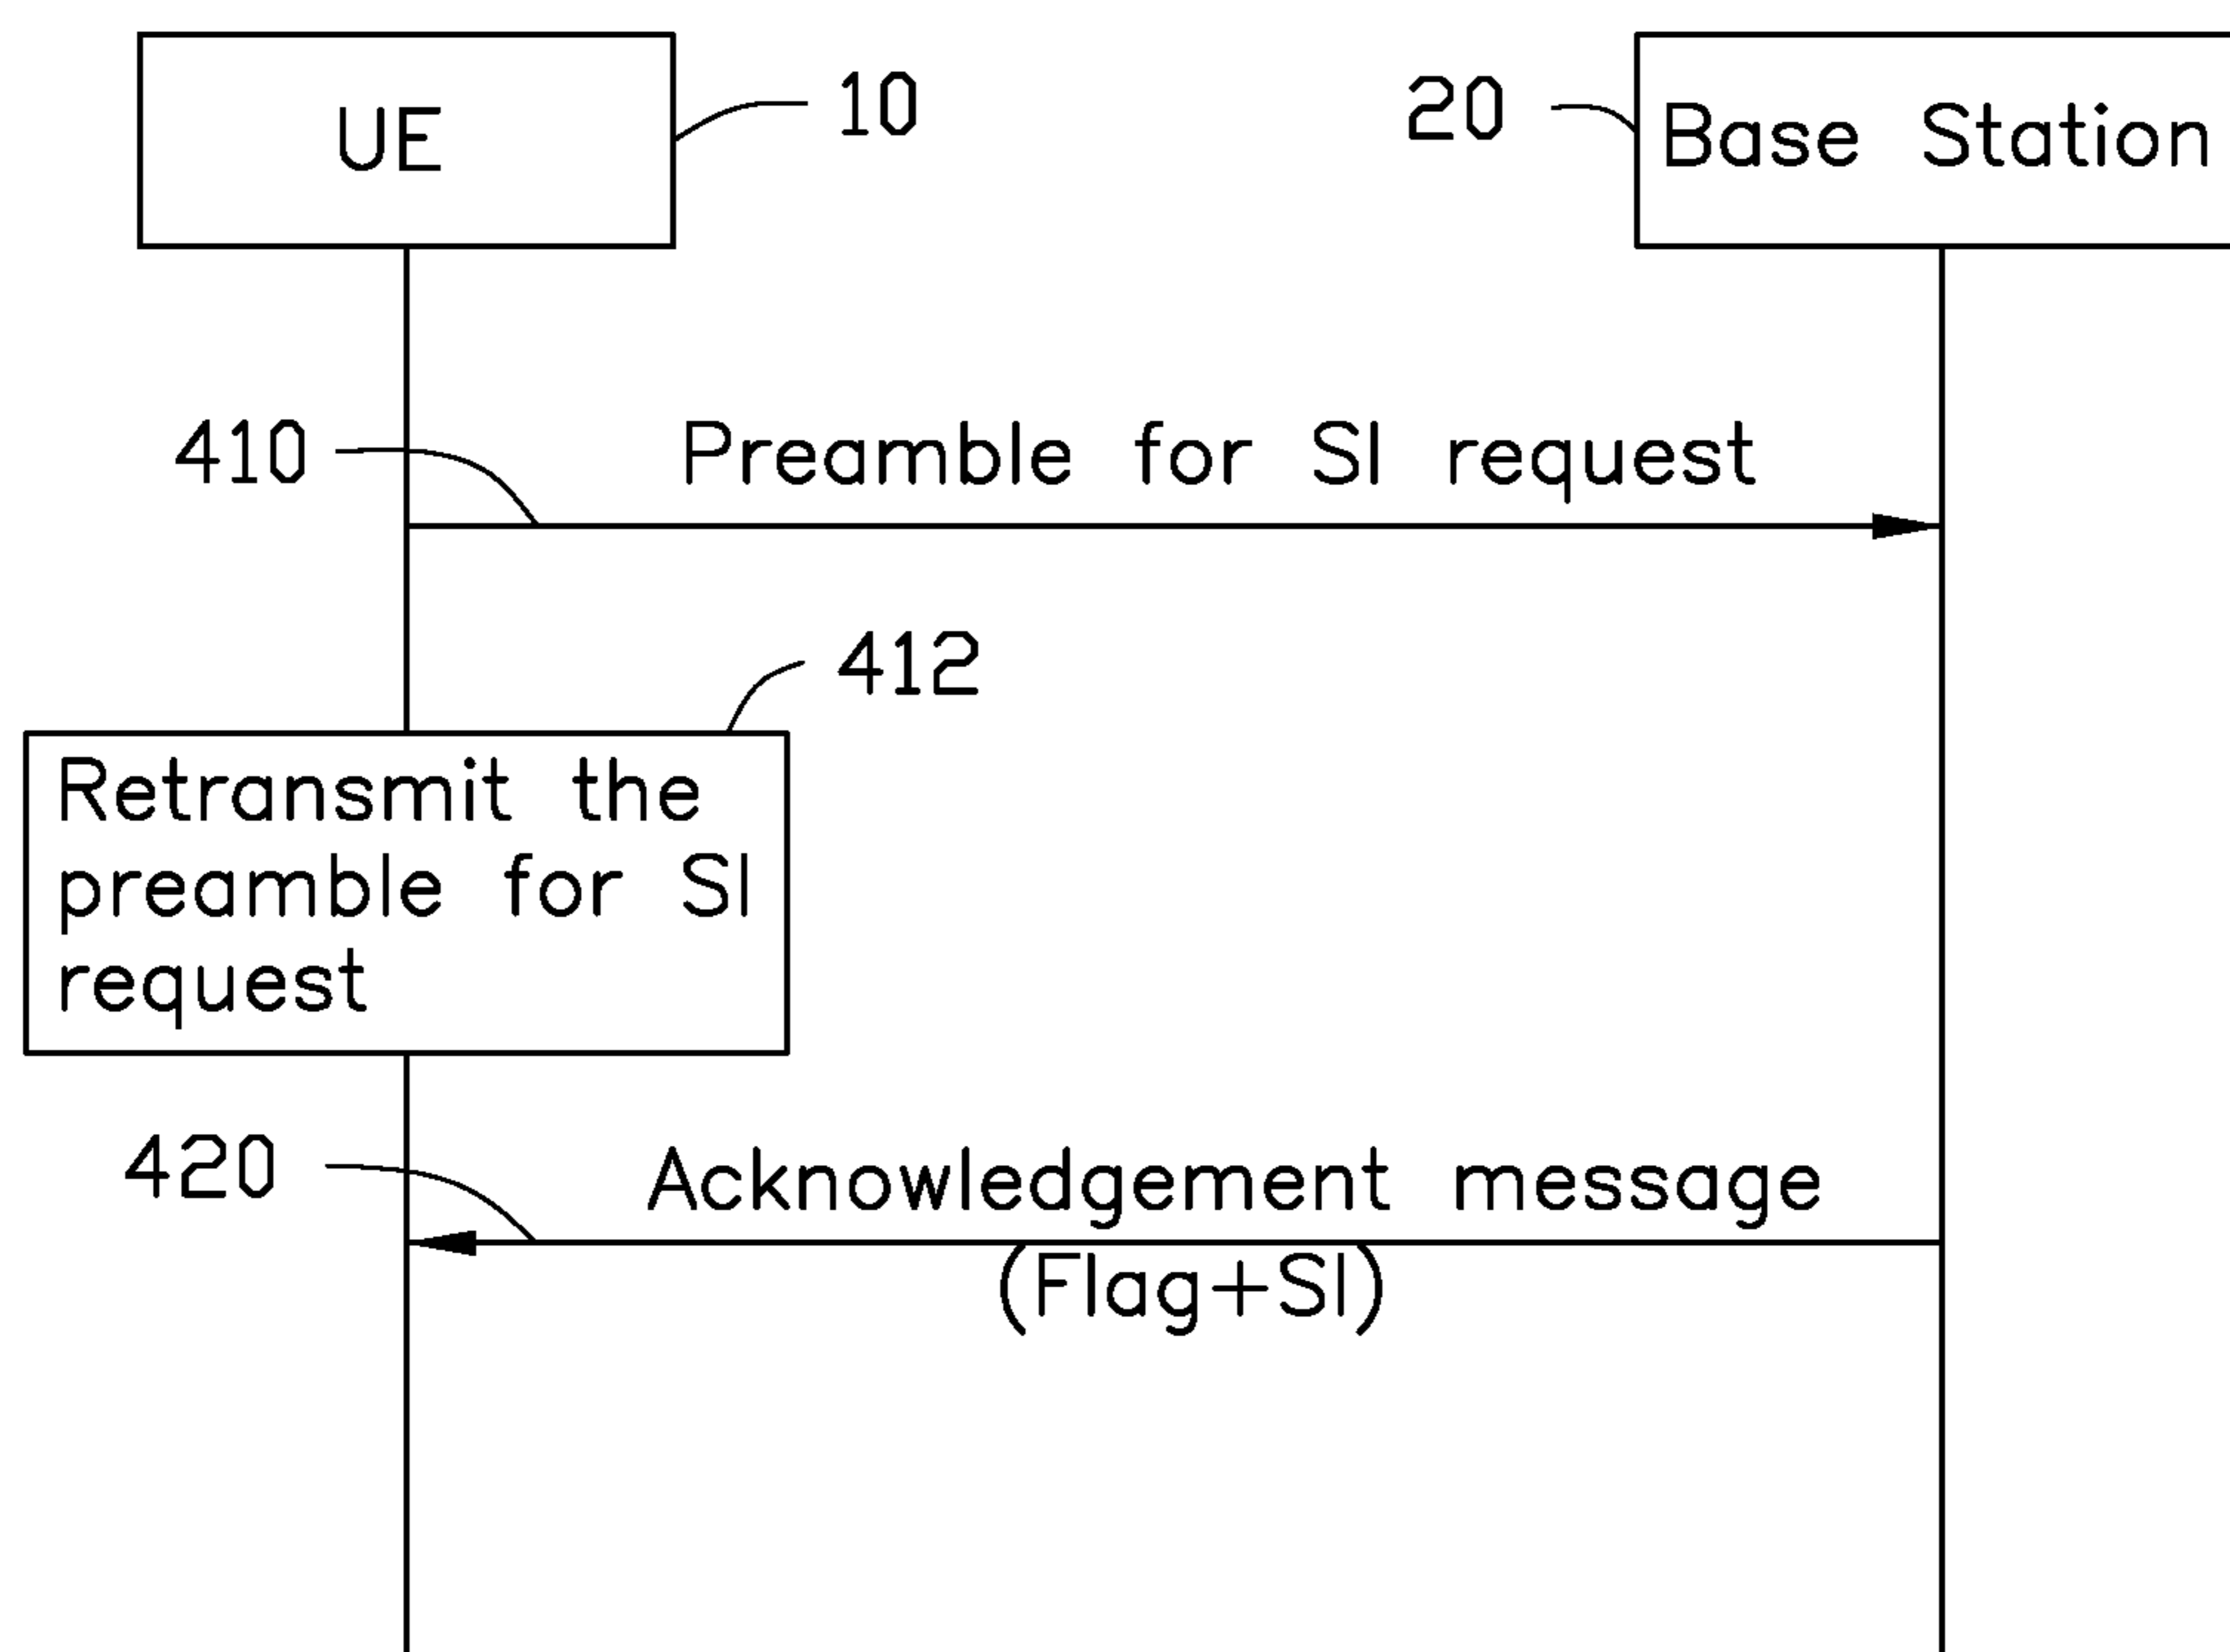 UE
10
20
Base Station
410
Preamble for SI request
412
Retransmit the
preamble for SI
request
420
Acknowledgement message
(Flag+SI)